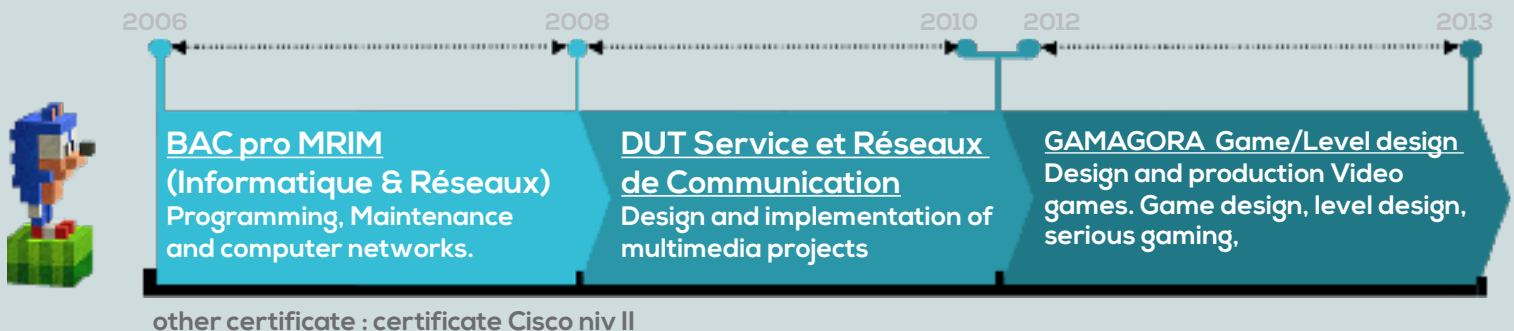 2006 2008 2010 2012 2013
BAC pro MRIM
(Informatique & Réseaux)
Programming, Maintenance
and computer networks.
DUT Service et Réseaux
de Communication
Design and implementation of
multimedia projects
GAMAGORA Game/Level design
Design and production Video
games. Game design, level design,
serious gaming,
other certificate : certificate Cisco niv II